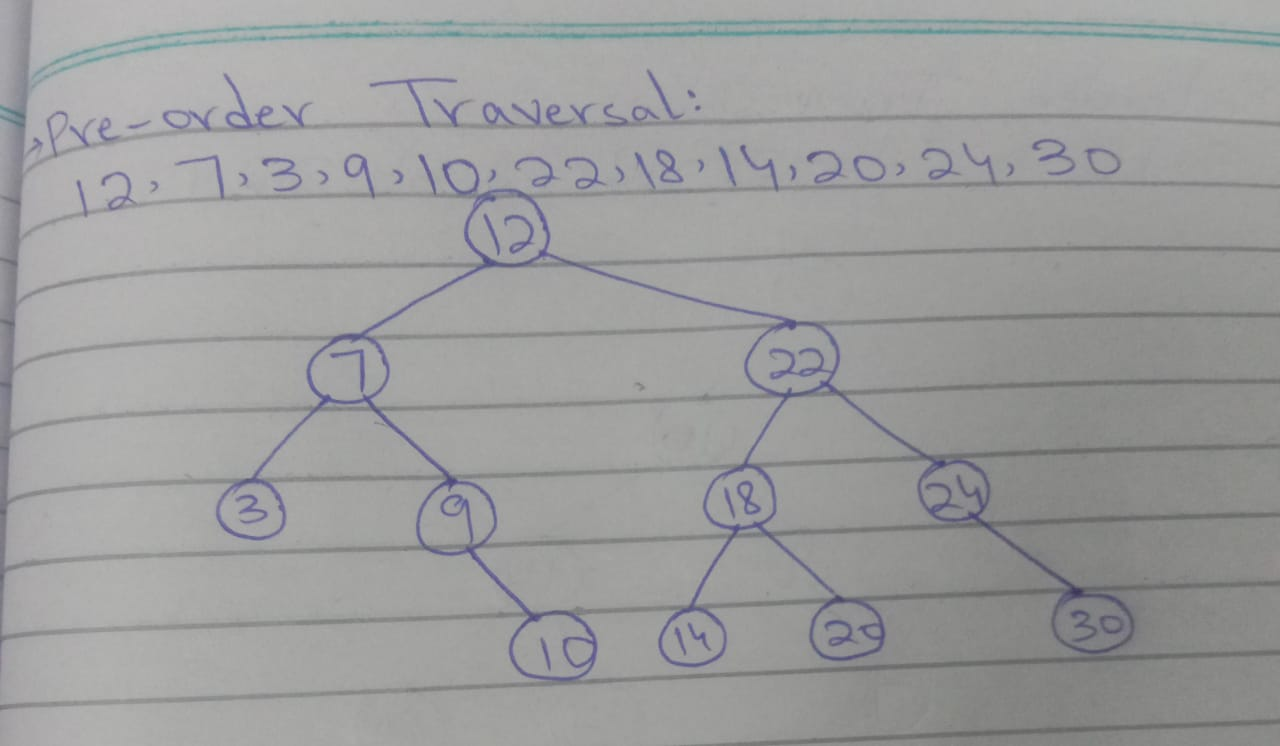 →Pre-order Traversal:
12, 7, 3, 9, 10, 22, 18, 14, 20, 24, 30
12
7 22
3 9 18 24
10 14 20 30